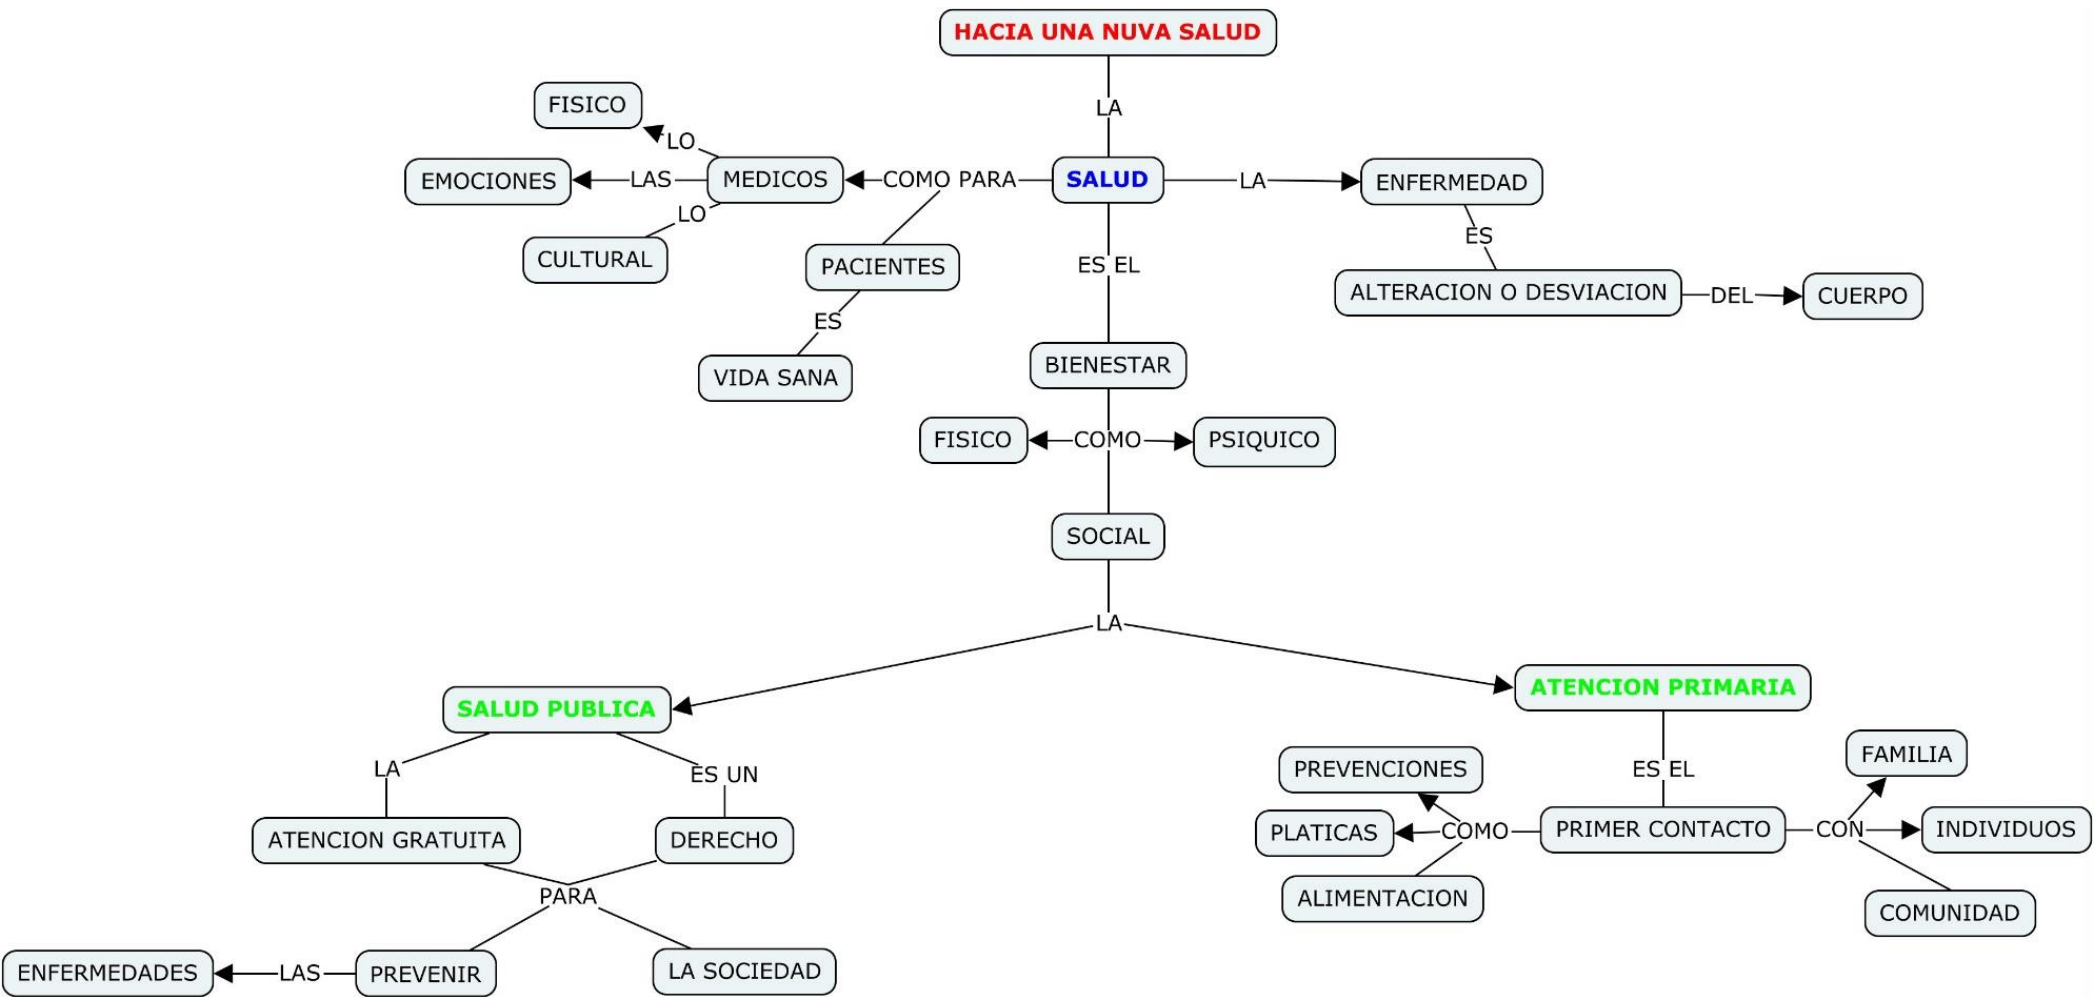 HACIA UNA NUVA SALUD
LA
FISICO
LO
EMOCIONES
LAS
MEDICOS
COMO PARA
SALUD
LA
ENFERMEDAD
LO
CULTURAL
PACIENTES
ES
VIDA SANA
ES EL
ES
ALTERACION O DESVIACION
DEL
CUERPO
BIENESTAR
FISICO
COMO
PSIQUICO
SOCIAL
LA
SALUD PUBLICA
LA
ES UN
ATENCION GRATUITA
DERECHO
PARA
ENFERMEDADES
LAS
PREVENIR
LA SOCIEDAD
ATENCION PRIMARIA
ES EL
PREVENCIONES
PLATICAS
COMO
PRIMER CONTACTO
CON
FAMILIA
INDIVIDUOS
ALIMENTACION
COMUNIDAD